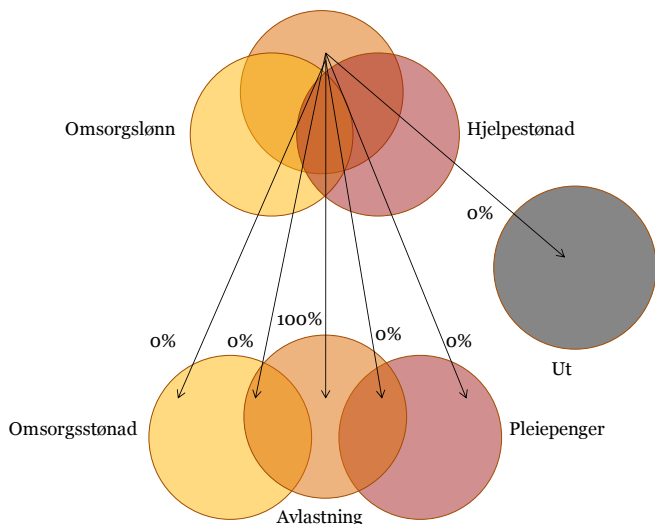 Omsorgslønn
Hjelpestønad
0%
100%
0%
0%
0%
0%
Ut
Omsorgsstønad
Pleiepenger
Avlastning